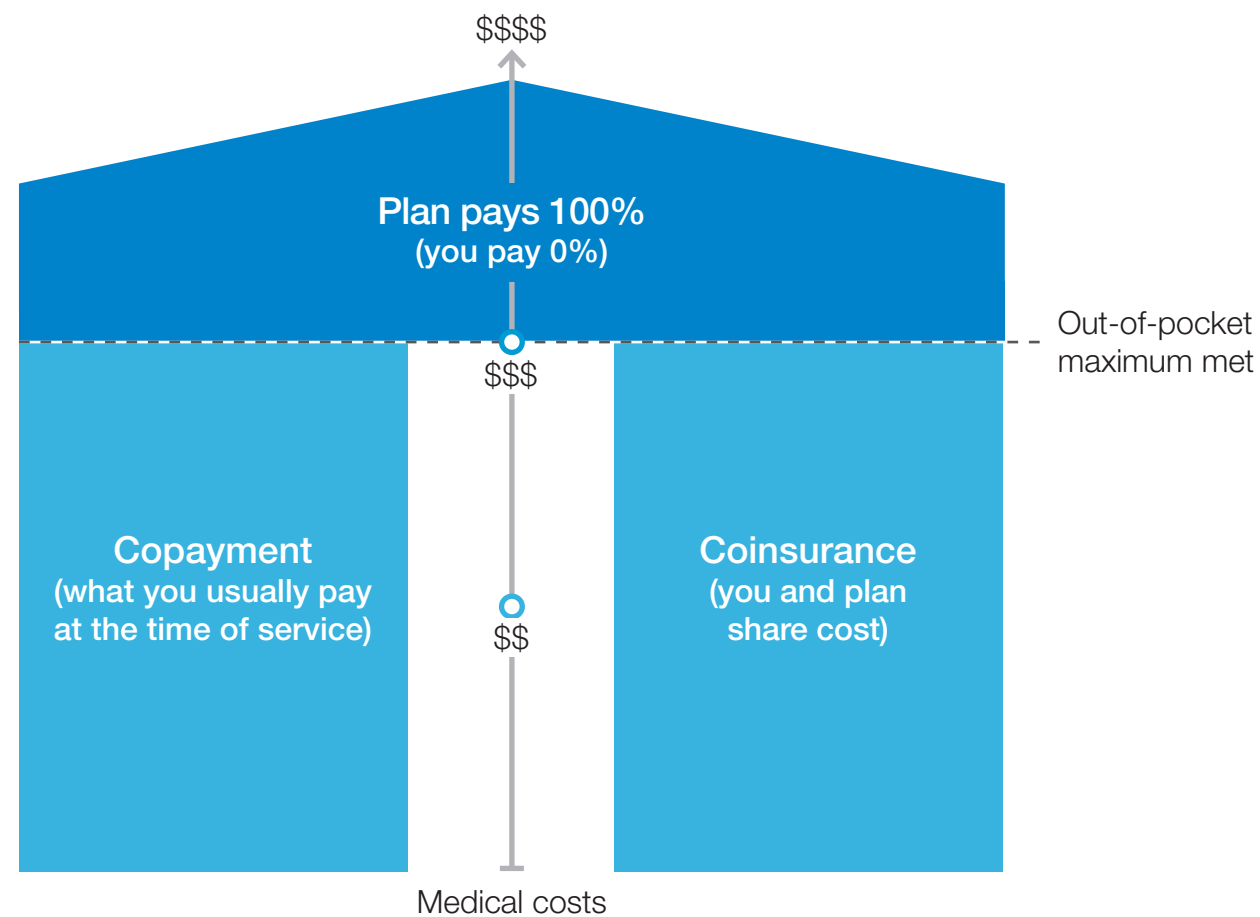 $$$$
Plan pays 100%
(you pay 0%)
Out-of-pocket
maximum met
$$$
Copayment
(what you usually pay
at the time of service)
$$
Coinsurance
(you and plan
share cost)
Medical costs